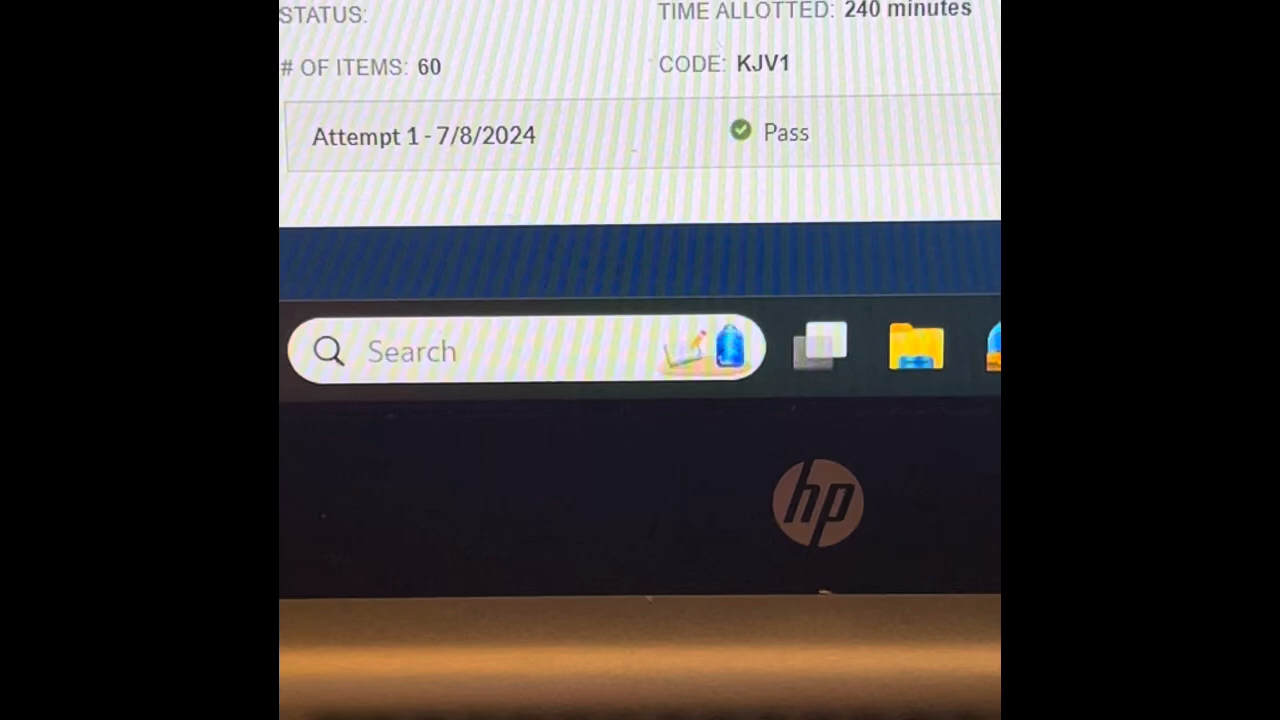 STATUS: TIME ALLOTTED: 240 minutes
# OF ITEMS: 60 CODE: KJV1
Attempt 1 - 7/8/2024 Pass
Search
hp